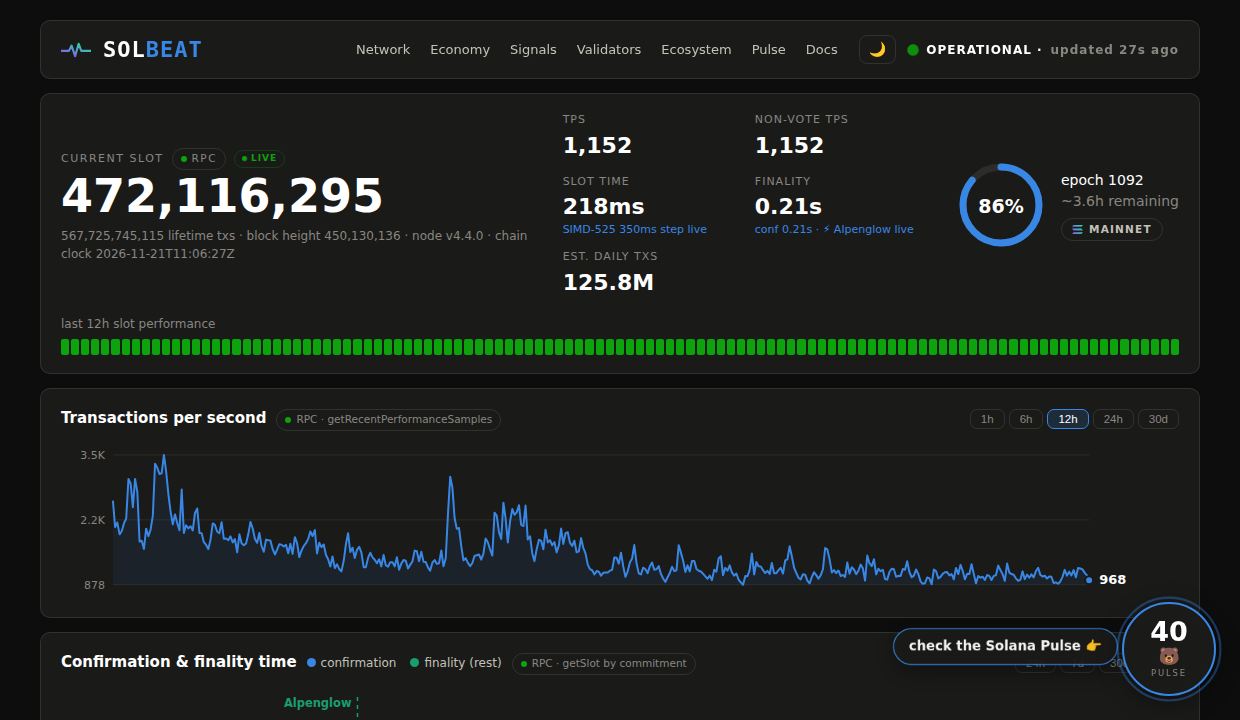 SOLBEAT
Network Economy Signals Validators Ecosystem Pulse Docs
OPERATIONAL · updated 27s ago
CURRENT SLOT RPC LIVE
472,116,295
567,725,745,115 lifetime txs · block height 450,130,136 · node v4.4.0 · chain
clock 2026-11-21T11:06:27Z
TPS
1,152
NON-VOTE TPS
1,152
SLOT TIME
218ms
SIMD-525 350ms step live
FINALITY
0.21s
conf 0.21s · ⚡ Alpenglow live
EST. DAILY TXS
125.8M
86%
epoch 1092
~3.6h remaining
MAINNET
last 12h slot performance
Transactions per second RPC · getRecentPerformanceSamples
1h 6h 12h 24h 30d
3.5K
2.2K
878
968
Confirmation & finality time confirmation finality (rest) RPC · getSlot by commitment
check the Solana Pulse 👉
40
PULSE
Alpenglow